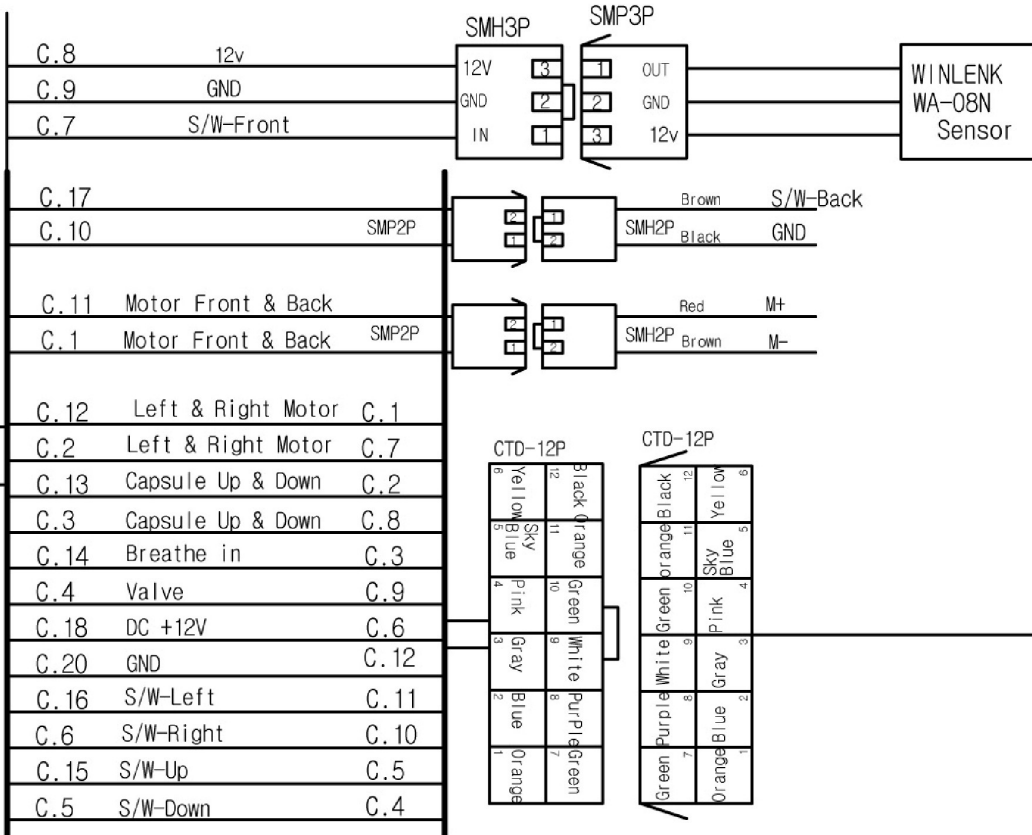 SMH3P
SMP3P
C.8 12v
C.9 GND
C.7 S/W-Front
12V 3
GND 2
IN 1
1 OUT
2 GND
3 12v
WINLENK
WA-08N
Sensor
C.17
C.10 SMP2P
2 1
1 2
SMH2P
Brown S/W-Back
Black GND
C.11 Motor Front & Back
C.1 Motor Front & Back SMP2P
2 1
1 2
SMH2P
Red M+
Brown M-
C.12 Left & Right Motor C.1
C.2 Left & Right Motor C.7
C.13 Capsule Up & Down C.2
C.3 Capsule Up & Down C.8
C.14 Breathe in C.3
C.4 Valve C.9
C.18 DC +12V C.6
C.20 GND C.12
C.16 S/W-Left C.11
C.6 S/W-Right C.10
C.15 S/W-Up C.5
C.5 S/W-Down C.4
CTD-12P
6 Yellow 12 Black
5 Sky Blue 11 Orange
4 Pink 10 Green
3 Gray 9 White
2 Blue 8 PurPle
1 Orange 7 Green
CTD-12P
Black 12 Yellow 6
orange 11 Sky Blue 5
Green 10 Pink 4
White 9 Gray 3
Purple 8 Blue 2
Green 7 Orange 1